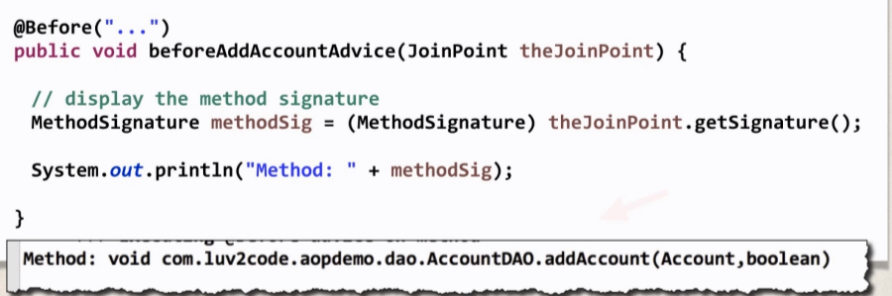 @Before("...")
public void beforeAddAccountAdvice(JoinPoint theJoinPoint) {
// display the method signature
MethodSignature methodSig = (MethodSignature) theJoinPoint.getSignature();
System.out.println("Method: " + methodSig);
}
Method: void com.luv2code.aopdemo.dao.AccountDAO.addAccount(Account,boolean)